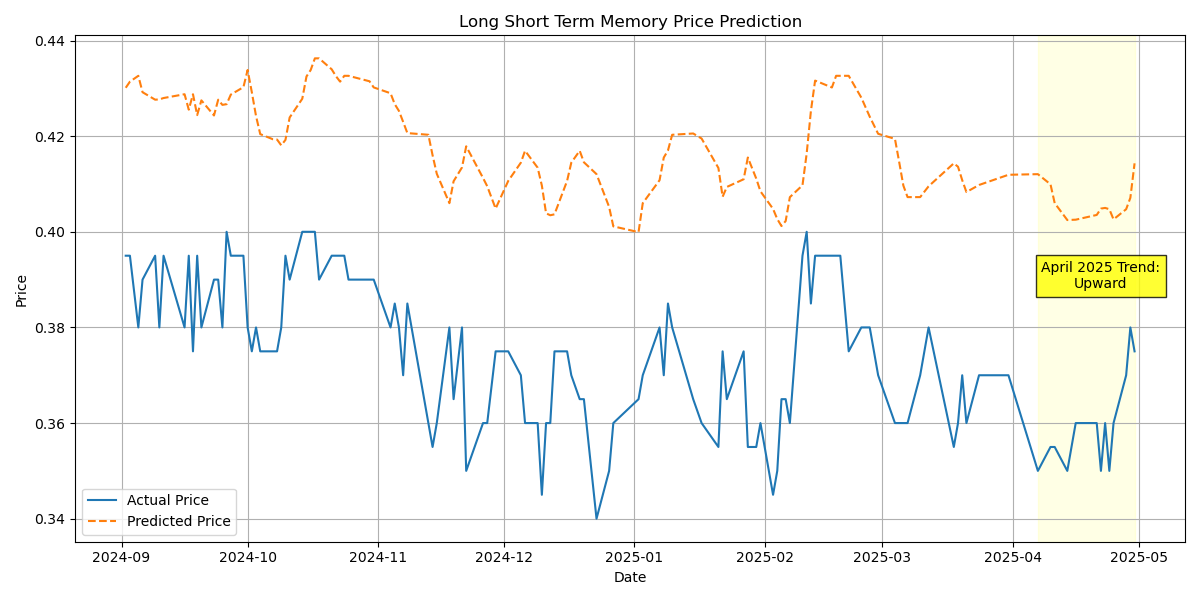 Long Short Term Memory Price Prediction
0.44
0.42
0.40
0.38
0.36
0.34
Price
April 2025 Trend:
Upward
Actual Price
Predicted Price
2024-09
2024-10
2024-11
2024-12
2025-01
2025-02
2025-03
2025-04
2025-05
Date